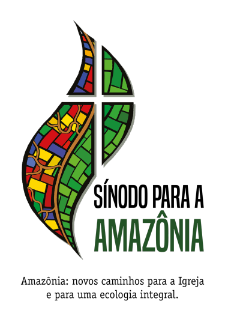 SÍNODO PARA A
AMAZÔNIA
Amazônia: novos caminhos para a Igreja
e para uma ecologia integral.